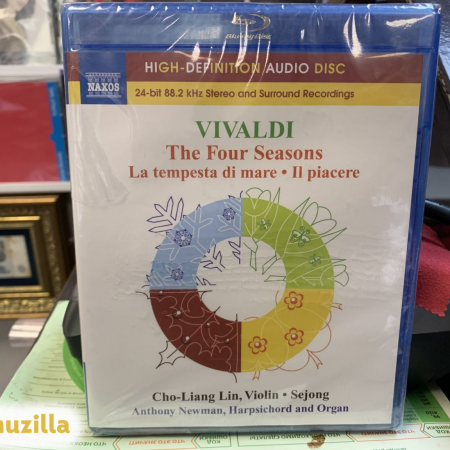 Blu-ray Disc
NAXOS
HIGH-DEFINITION AUDIO DISC
24-bit 88.2 kHz Stereo and Surround Recordings
VIVALDI
The Four Seasons
La tempesta di mare • Il piacere
Cho-Liang Lin, Violin • Sejong
Anthony Newman, Harpsichord and Organ
uzilla